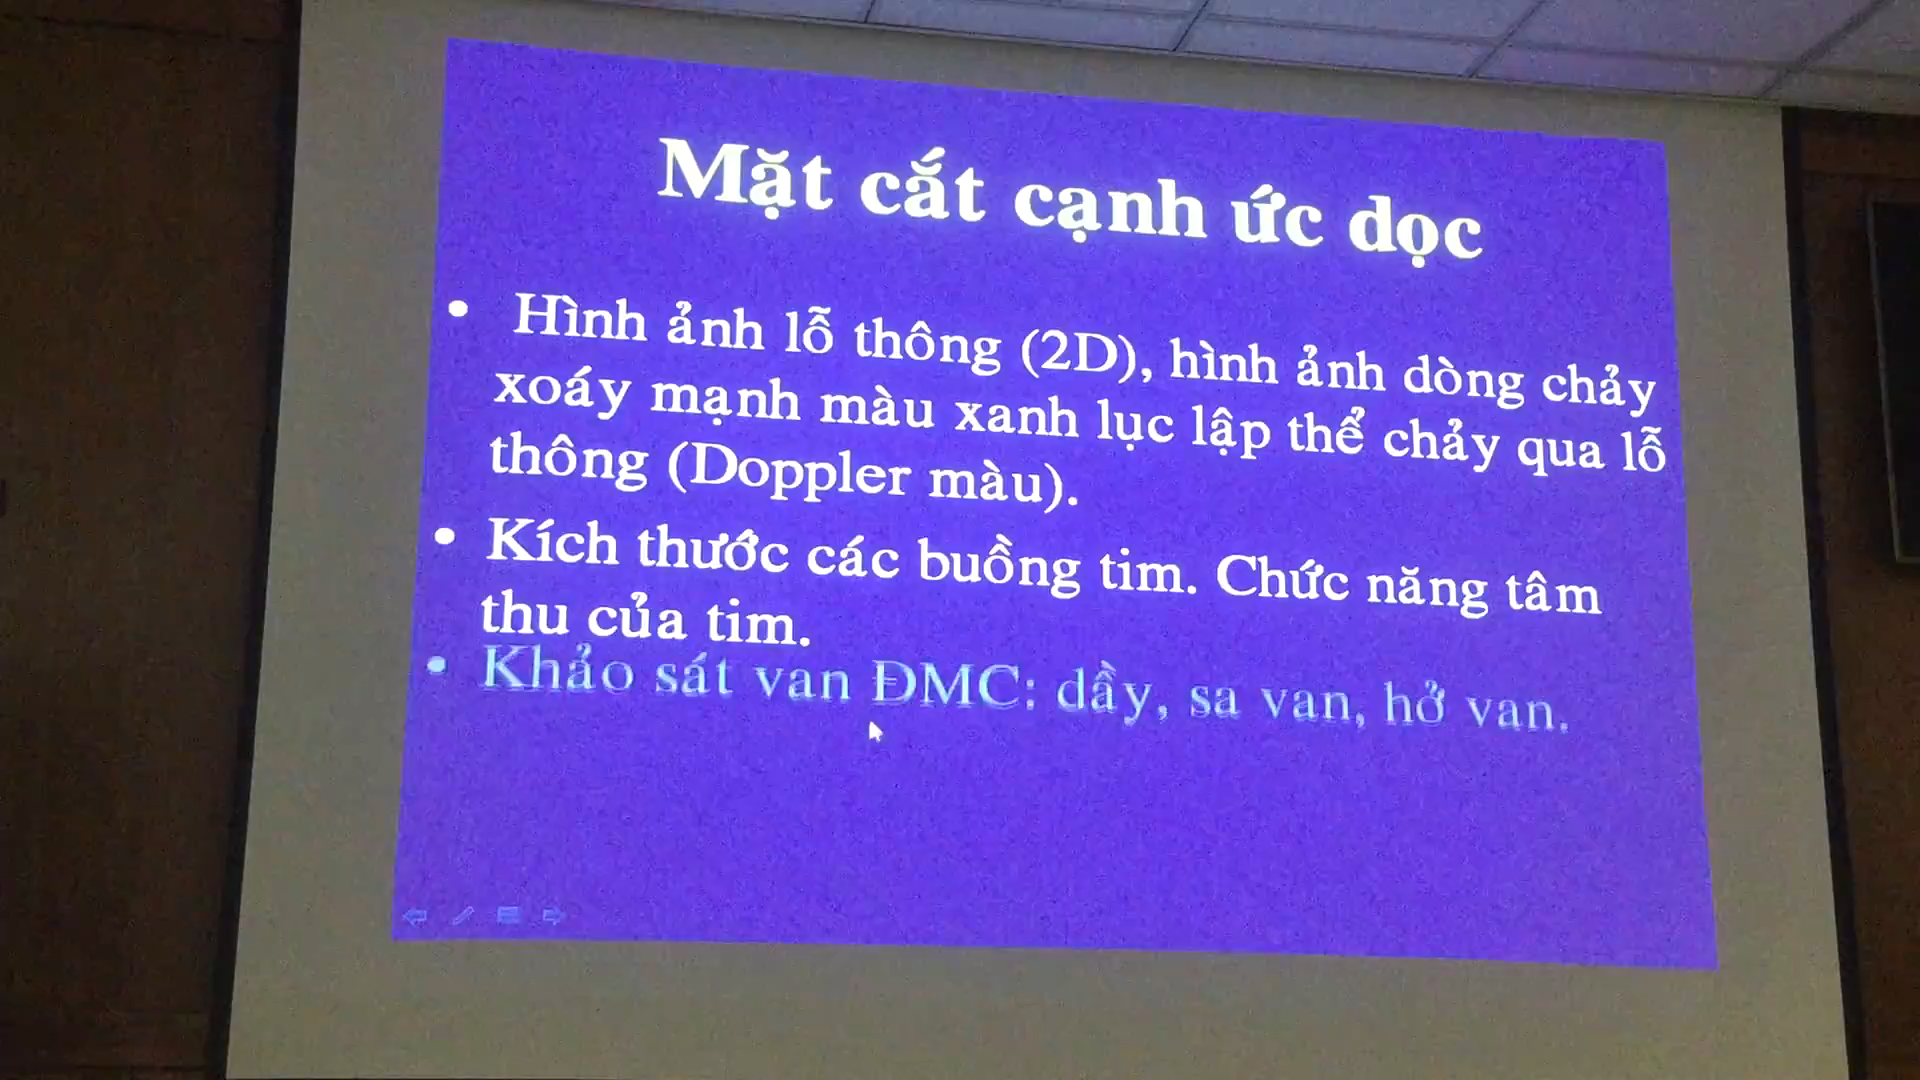 Mặt cắt cạnh ức dọc
• Hình ảnh lỗ thông (2D), hình ảnh dòng chảy
xoáy mạnh màu xanh lục lập thể chảy qua lỗ
thông (Doppler màu).
• Kích thước các buồng tim. Chức năng tâm
thu của tim.
• Khảo sát van ĐMC: dầy, sa van, hở van.